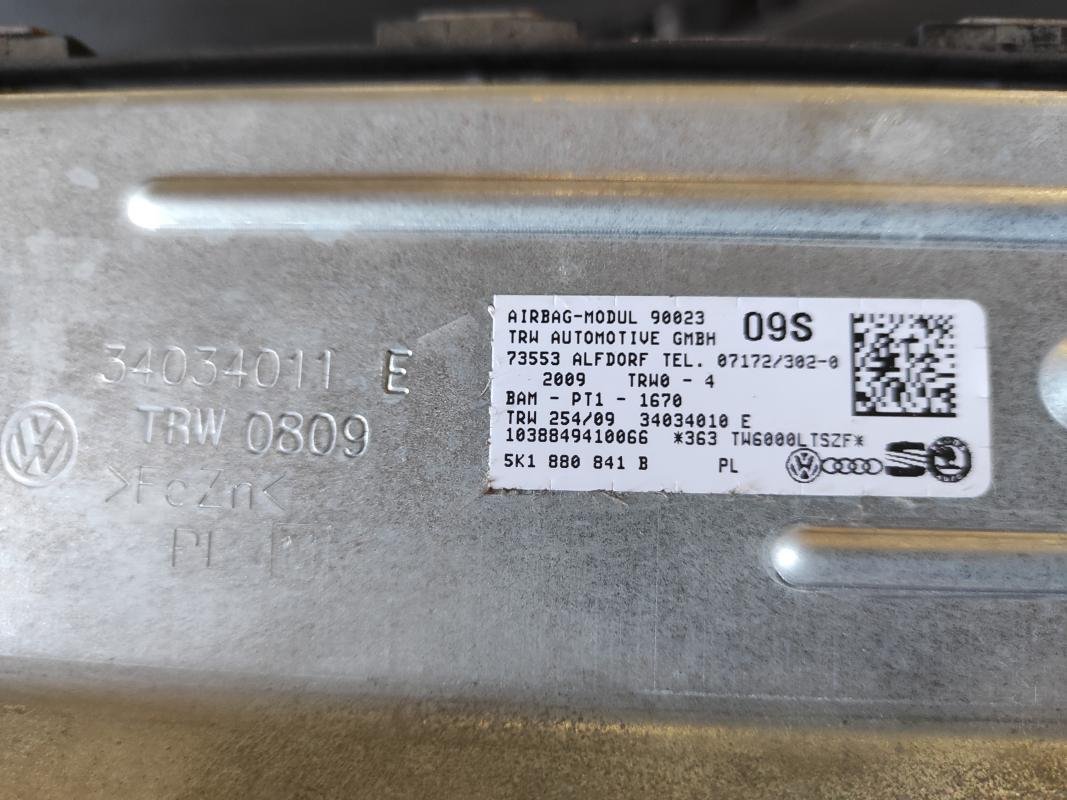 AIRBAG-MODUL 90023
09S
TRW AUTOMOTIVE GMBH
73553 ALFDORF TEL. 07172/302-0
2009 TRW0 - 4
BAM - PT1 - 1670
TRW 254/09 34034010 E
1038849410066 *363 TW6000LTSZF*
5K1 880 841 B PL
34034011 E
TRW 0809
>FeZn<
PL